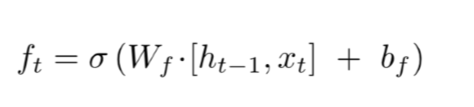 f_t = σ (W_f · [h_{t−1}, x_t] + b_f)